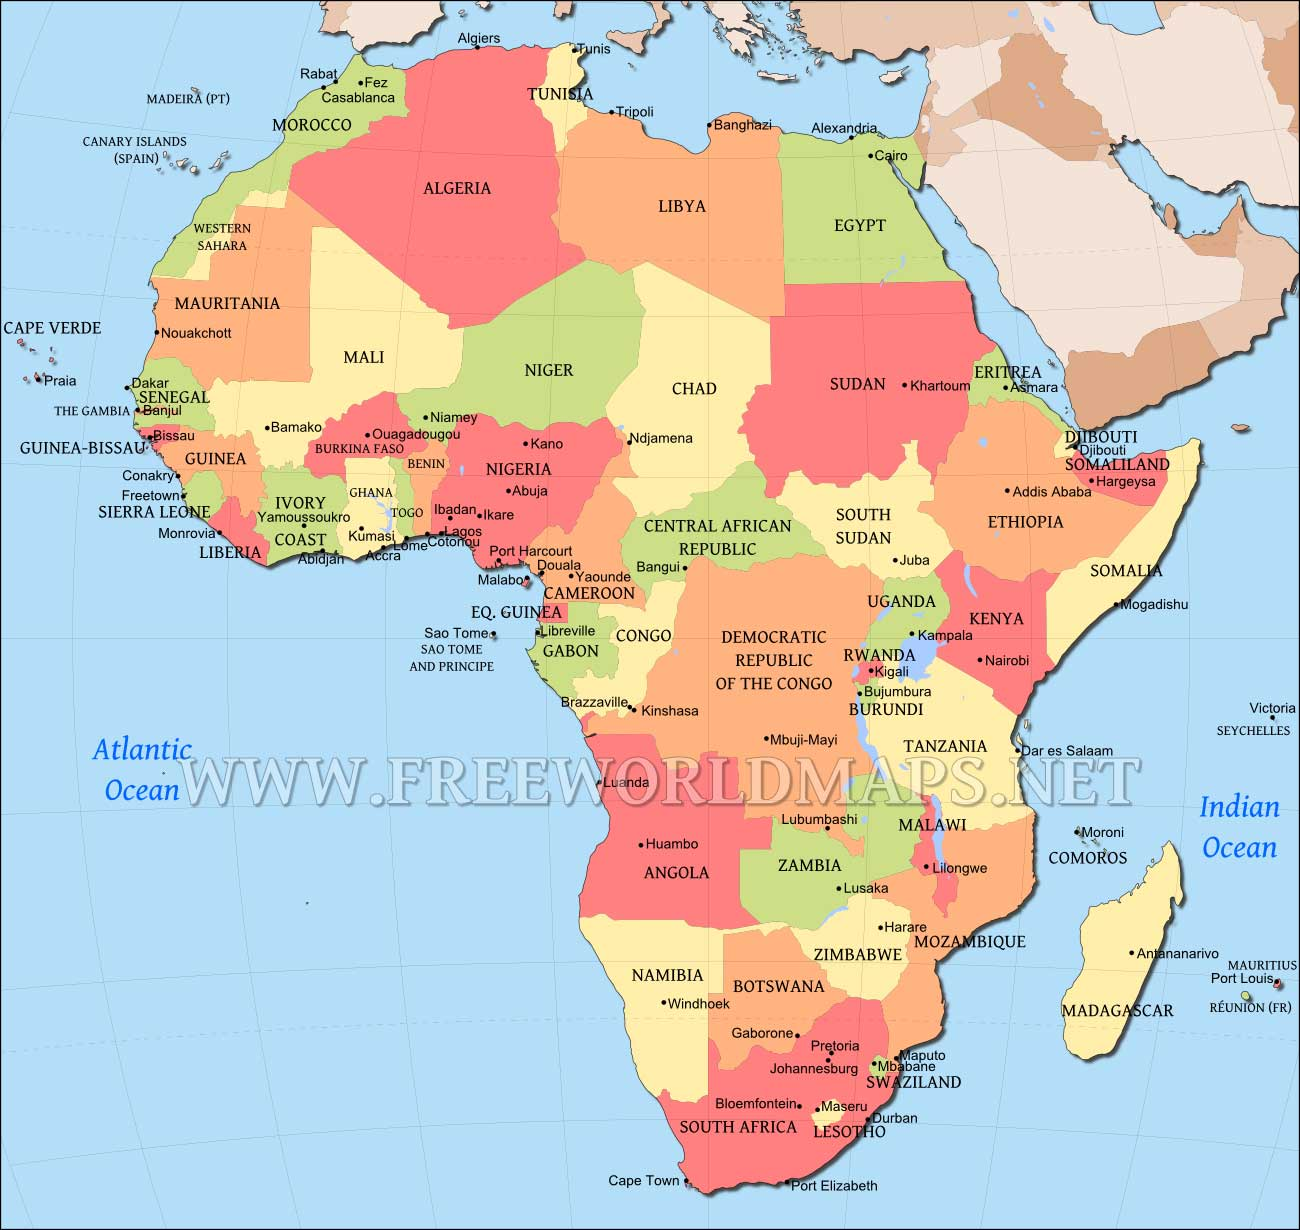 Algiers
Tunis
Rabat
Fez
Casablanca
MOROCCO
MADEIRA (PT)
CANARY ISLANDS
(SPAIN)
TUNISIA
Tripoli
Banghazi
Alexandria
Cairo
ALGERIA
LIBYA
EGYPT
WESTERN
SAHARA
MAURITANIA
Nouakchott
CAPE VERDE
Praia
MALI
NIGER
CHAD
SUDAN
Khartoum
ERITREA
Asmara
Dakar
SENEGAL
THE GAMBIA
Banjul
GUINEA-BISSAU
Bissau
Bamako
Niamey
Ouagadougou
BURKINA FASO
Kano
Ndjamena
DJIBOUTI
Djibouti
SOMALILAND
Hargeysa
GUINEA
BENIN
NIGERIA
Abuja
Conakry
Freetown
SIERRA LEONE
IVORY
Yamoussoukro
COAST
GHANA
TOGO
Ibadan
Ikare
Addis Ababa
ETHIOPIA
CENTRAL AFRICAN
REPUBLIC
Bangui
SOUTH
SUDAN
Juba
Monrovia
LIBERIA
Abidjan
Kumasi
Accra
Lome
Cotonou
Lagos
Port Harcourt
Douala
Malabo
Yaounde
CAMEROON
SOMALIA
Mogadishu
EQ. GUINEA
Sao Tome
SAO TOME
AND PRINCIPE
Libreville
GABON
CONGO
DEMOCRATIC
REPUBLIC
OF THE CONGO
UGANDA
Kampala
KENYA
Nairobi
RWANDA
Kigali
Bujumbura
BURUNDI
Brazzaville
Kinshasa
Mbuji-Mayi
TANZANIA
Dar es Salaam
Victoria
SEYCHELLES
Atlantic
Ocean
WWW.FREEWORLDMAPS.NET
Luanda
Lubumbashi
MALAWI
Indian
Ocean
Moroni
COMOROS
Huambo
ANGOLA
ZAMBIA
Lilongwe
Lusaka
Harare
ZIMBABWE
MOZAMBIQUE
Antananarivo
MADAGASCAR
MAURITIUS
Port Louis
RÉUNION (FR)
NAMIBIA
Windhoek
BOTSWANA
Gaborone
Pretoria
Johannesburg
Maputo
Mbabane
SWAZILAND
Bloemfontein
Maseru
Durban
SOUTH AFRICA
LESOTHO
Cape Town
Port Elizabeth